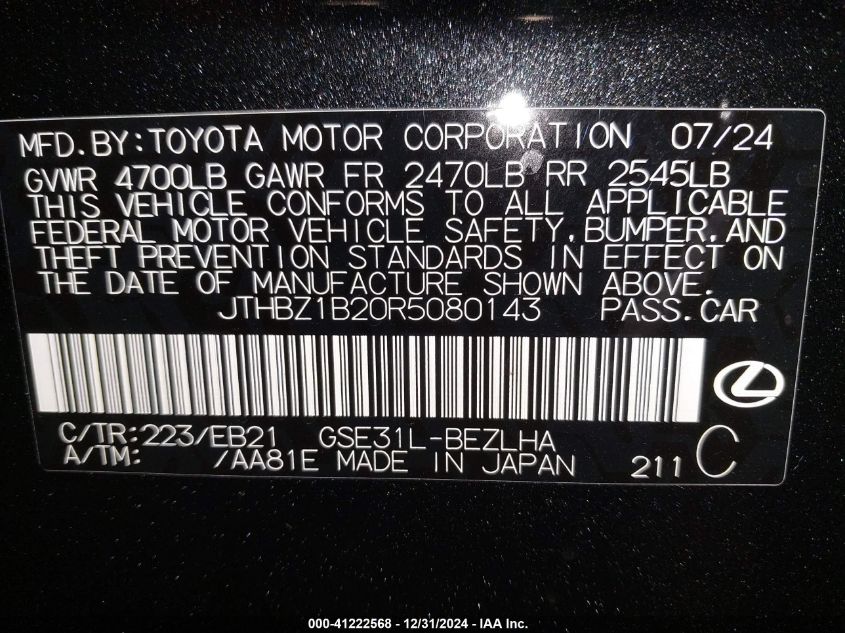 MFD.BY:TOYOTA MOTOR CORPORATION 07/24
GVWR 4700LB GAWR FR 2470LB RR 2545LB
THIS VEHICLE CONFORMS TO ALL APPLICABLE
FEDERAL MOTOR VEHICLE SAFETY,BUMPER,AND
THEFT PREVENTION STANDARDS IN EFFECT ON
THE DATE OF MANUFACTURE SHOWN ABOVE.
JTHBZ1B20R5080143 PASS.CAR
C/TR:223/EB21 GSE31L-BEZLHA
A/TM: /AA81E MADE IN JAPAN 211 C
000-41222568 - 12/31/2024 - IAA Inc.